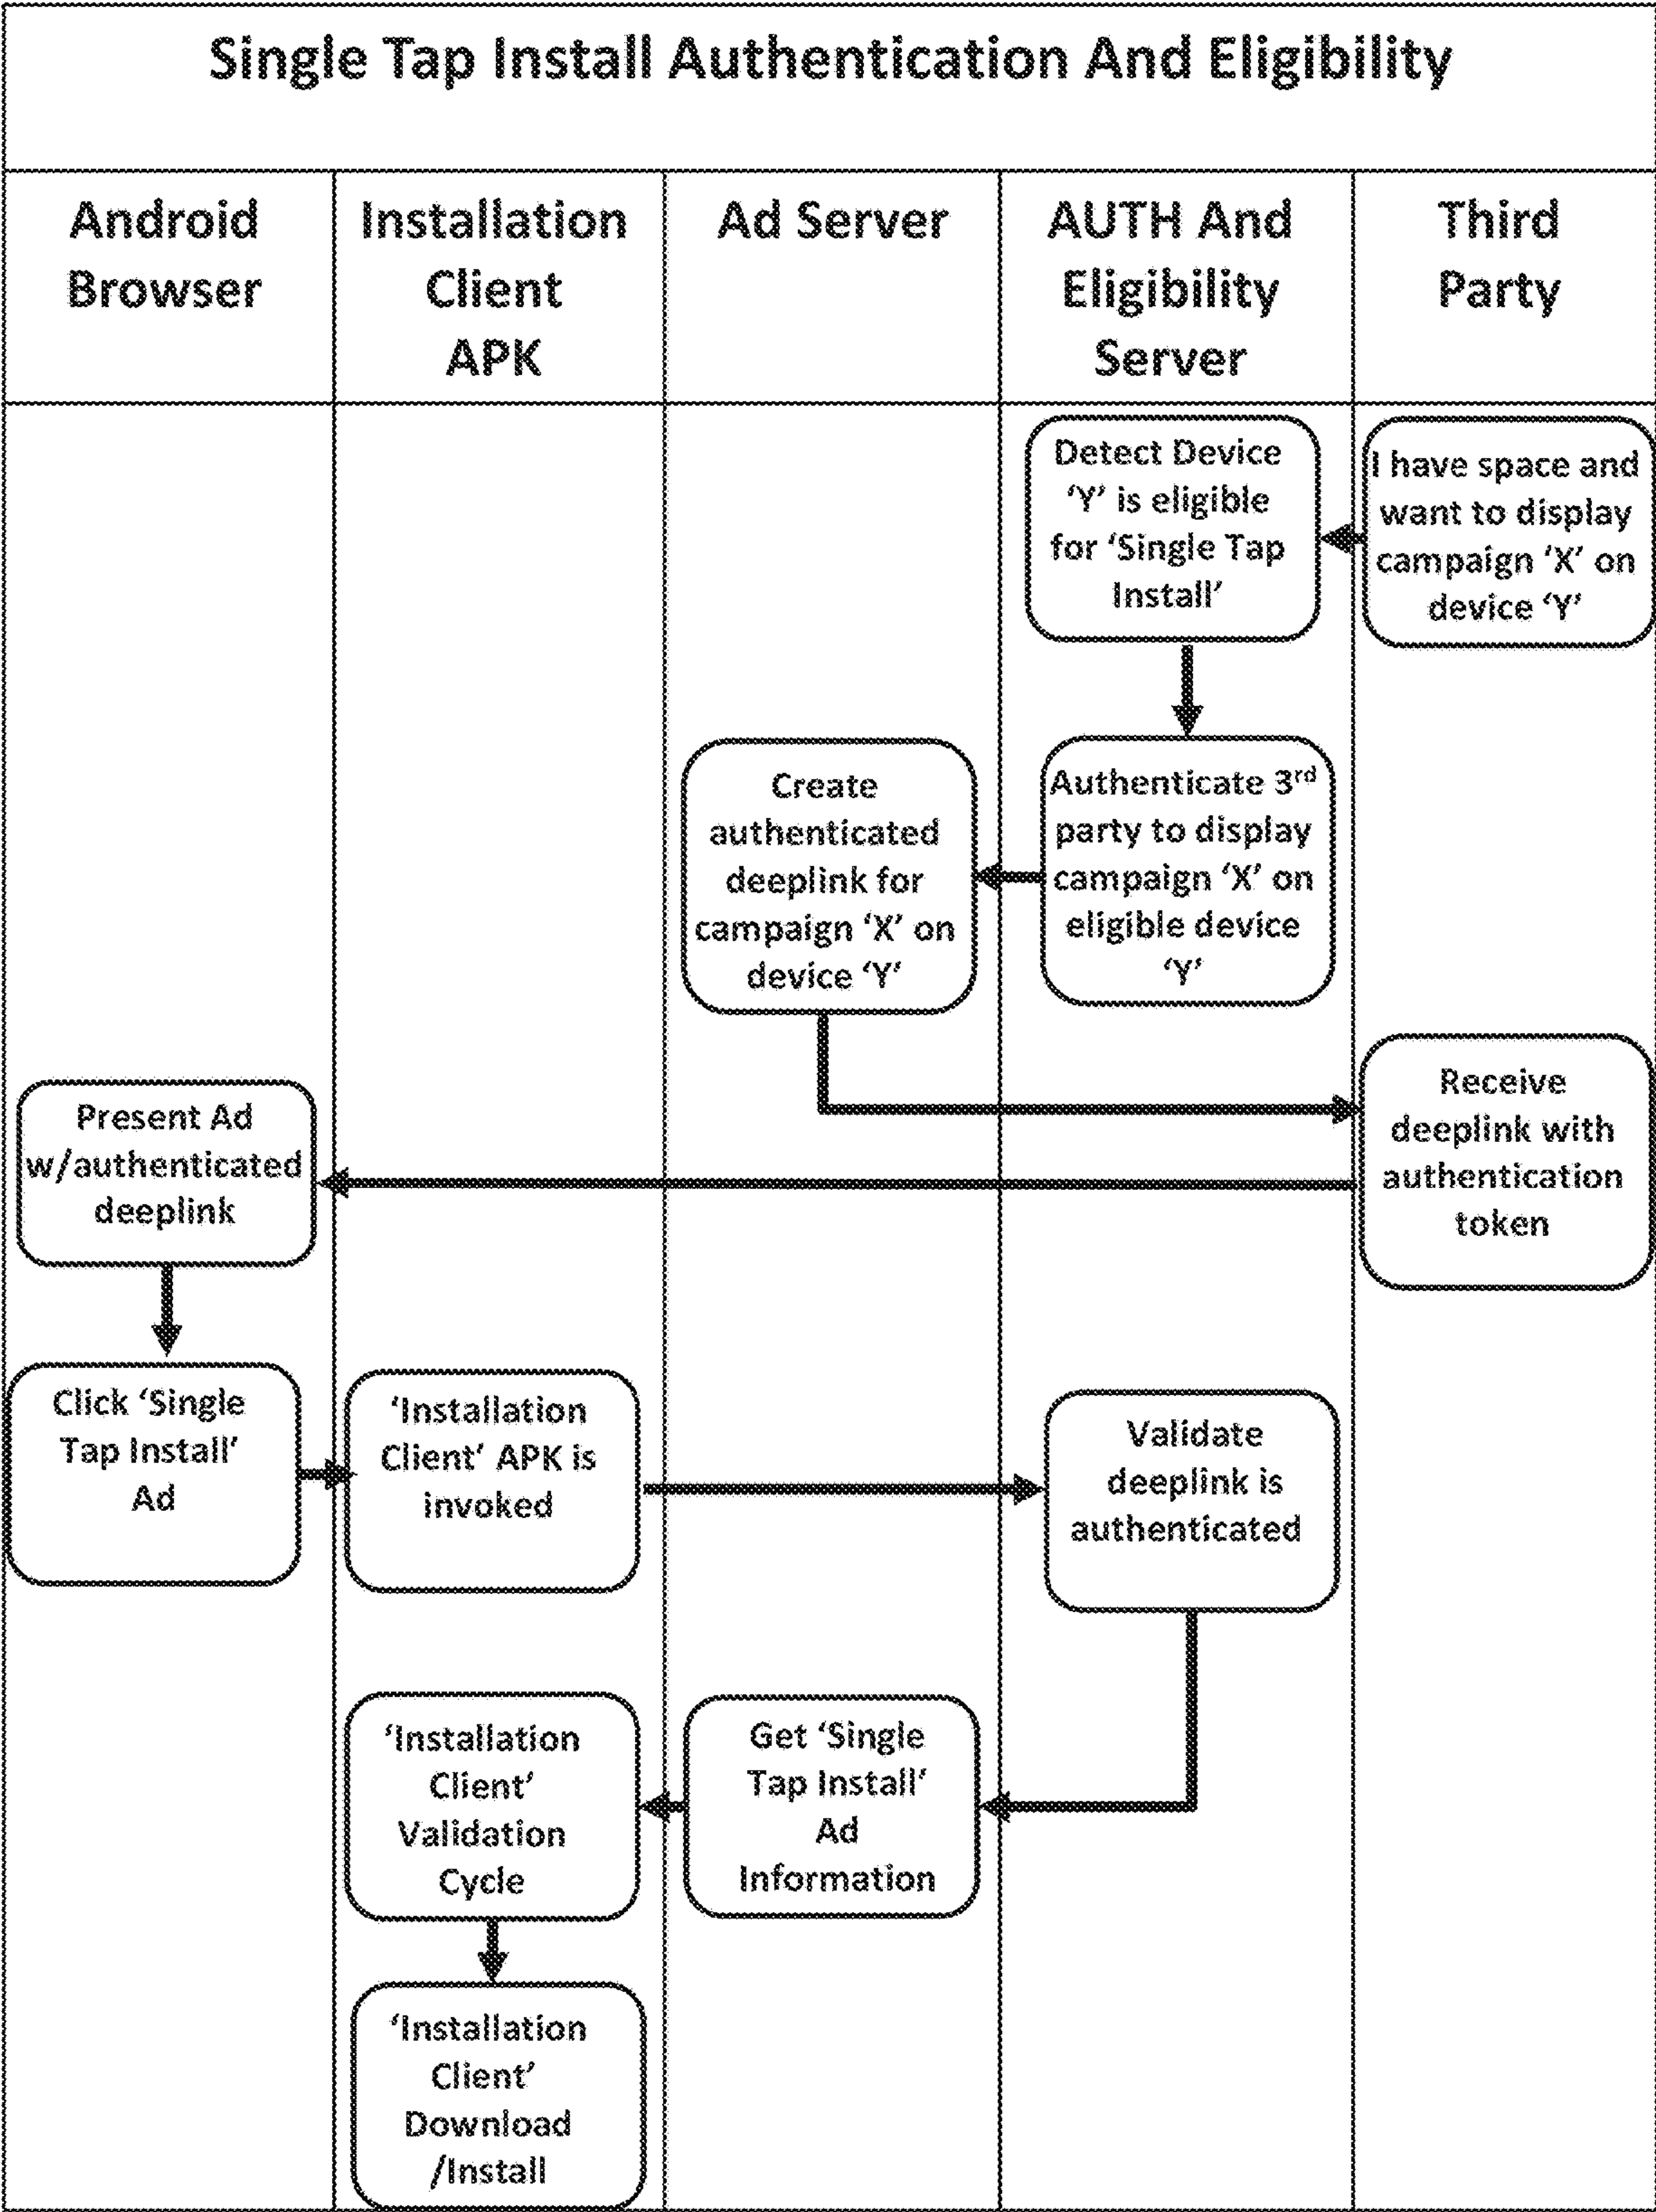 Single Tap Install Authentication And Eligibility
Android
Browser
Installation
Client
APK
Ad Server
AUTH And
Eligibility
Server
Third
Party
Detect Device
‘Y’ is eligible
for ‘Single Tap
Install’
I have space and
want to display
campaign ‘X’ on
device ‘Y’
Create
authenticated
deeplink for
campaign ‘X’ on
device ‘Y’
Authenticate 3rd
party to display
campaign ‘X’ on
eligible device
‘Y’
Present Ad
w/authenticated
deeplink
Receive
deeplink with
authentication
token
Click ‘Single
Tap Install’
Ad
‘Installation
Client’ APK is
invoked
Validate
deeplink is
authenticated
‘Installation
Client’
Validation
Cycle
Get ‘Single
Tap Install’
Ad
Information
‘Installation
Client’
Download
/Install